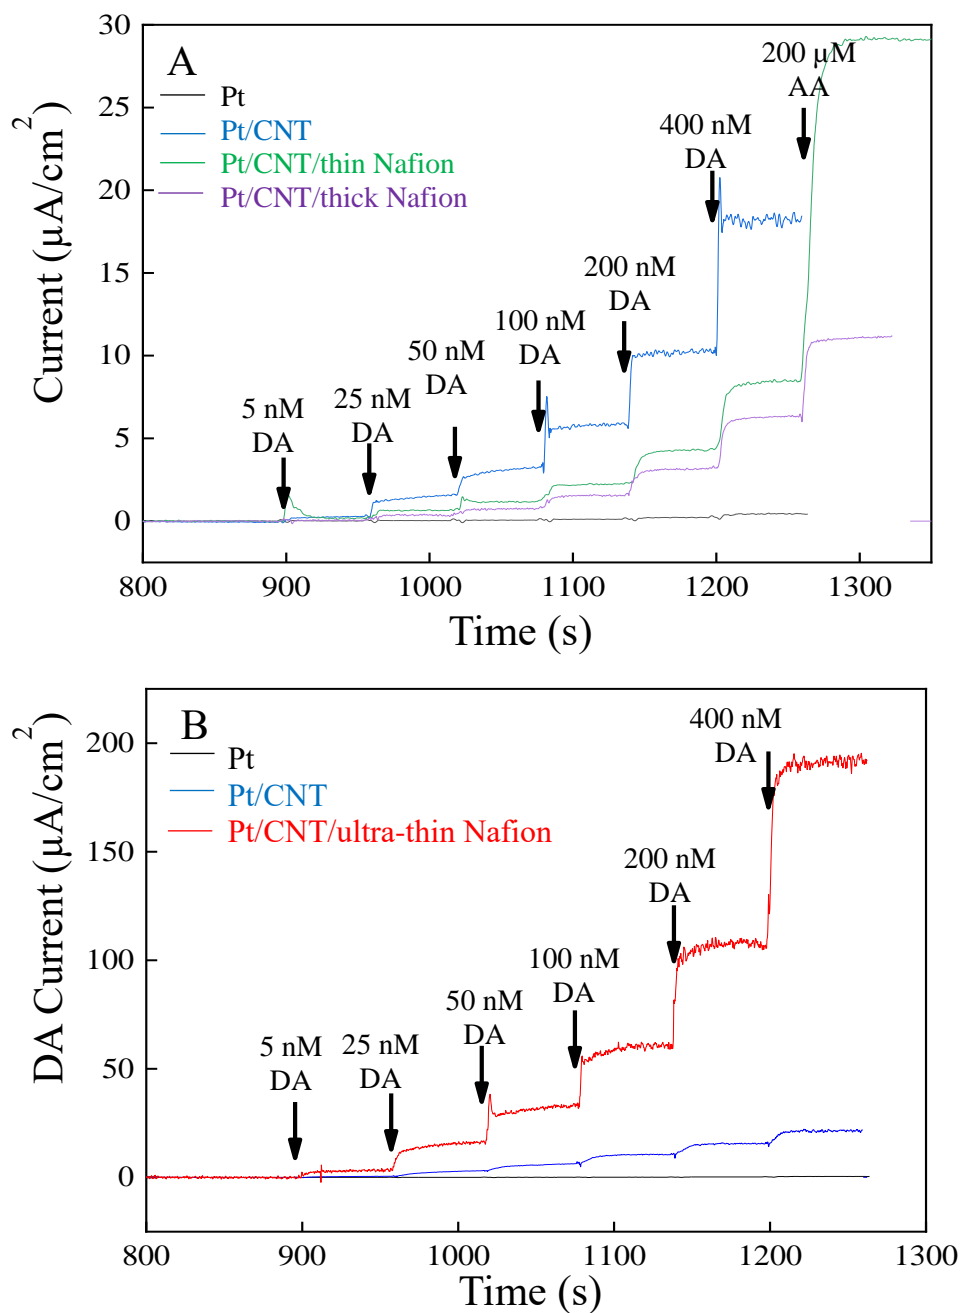 A
Pt
Pt/CNT
Pt/CNT/thin Nafion
Pt/CNT/thick Nafion
5 nM
DA
25 nM
DA
50 nM
DA
100 nM
DA
200 nM
DA
400 nM
DA
200 µM
AA
Current (µA/cm²)
30
25
20
15
10
5
0
800
900
1000
1100
1200
1300
Time (s)
B
Pt
Pt/CNT
Pt/CNT/ultra-thin Nafion
5 nM
DA
25 nM
DA
50 nM
DA
100 nM
DA
200 nM
DA
400 nM
DA
DA Current (µA/cm²)
200
150
100
50
0
800
900
1000
1100
1200
1300
Time (s)